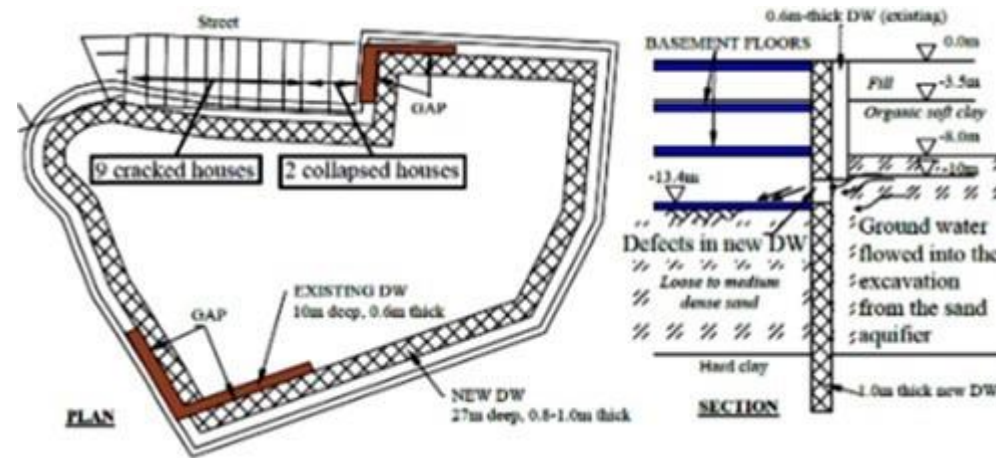 Street
GAP
9 cracked houses
2 collapsed houses
EXISTING DW
10m deep, 0.6m thick
GAP
NEW DW
27m deep, 0.8-1.0m thick
PLAN
0.6m-thick DW (existing)
BASEMENT FLOORS
0.0m
Fill
-3.5m
Organic soft clay
-8.0m
-10m
-13.4m
Defects in new DW
Loose to medium
dense sand
Ground water
flowed into the
excavation
from the sand
aquifier
Hard clay
1.0m thick new DW
SECTION